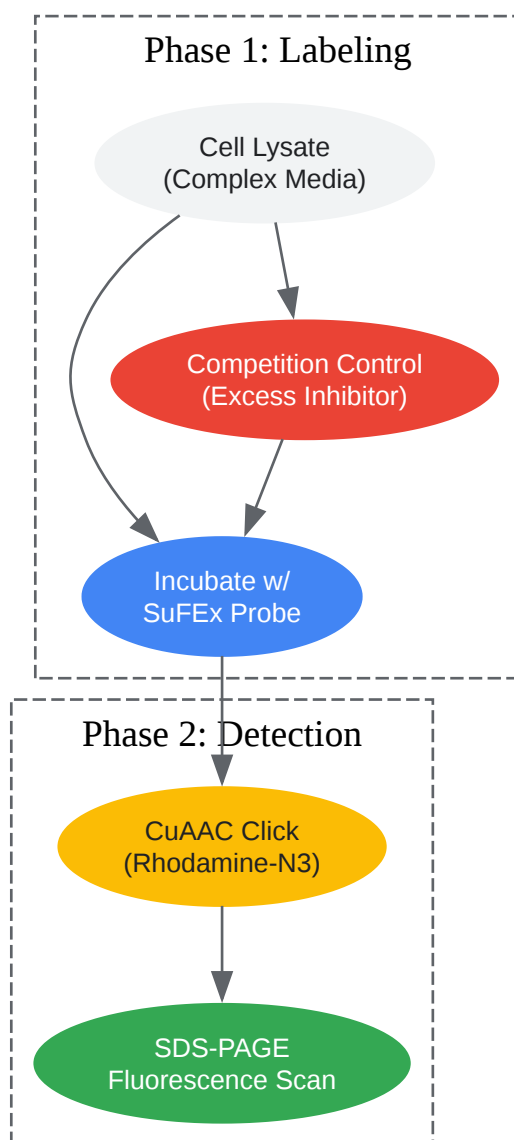 Phase 1: Labeling
Cell Lysate
(Complex Media)
Competition Control
(Excess Inhibitor)
Incubate w/
SuFEx Probe
Phase 2: Detection
CuAAC Click
(Rhodamine-N3)
SDS-PAGE
Fluorescence Scan